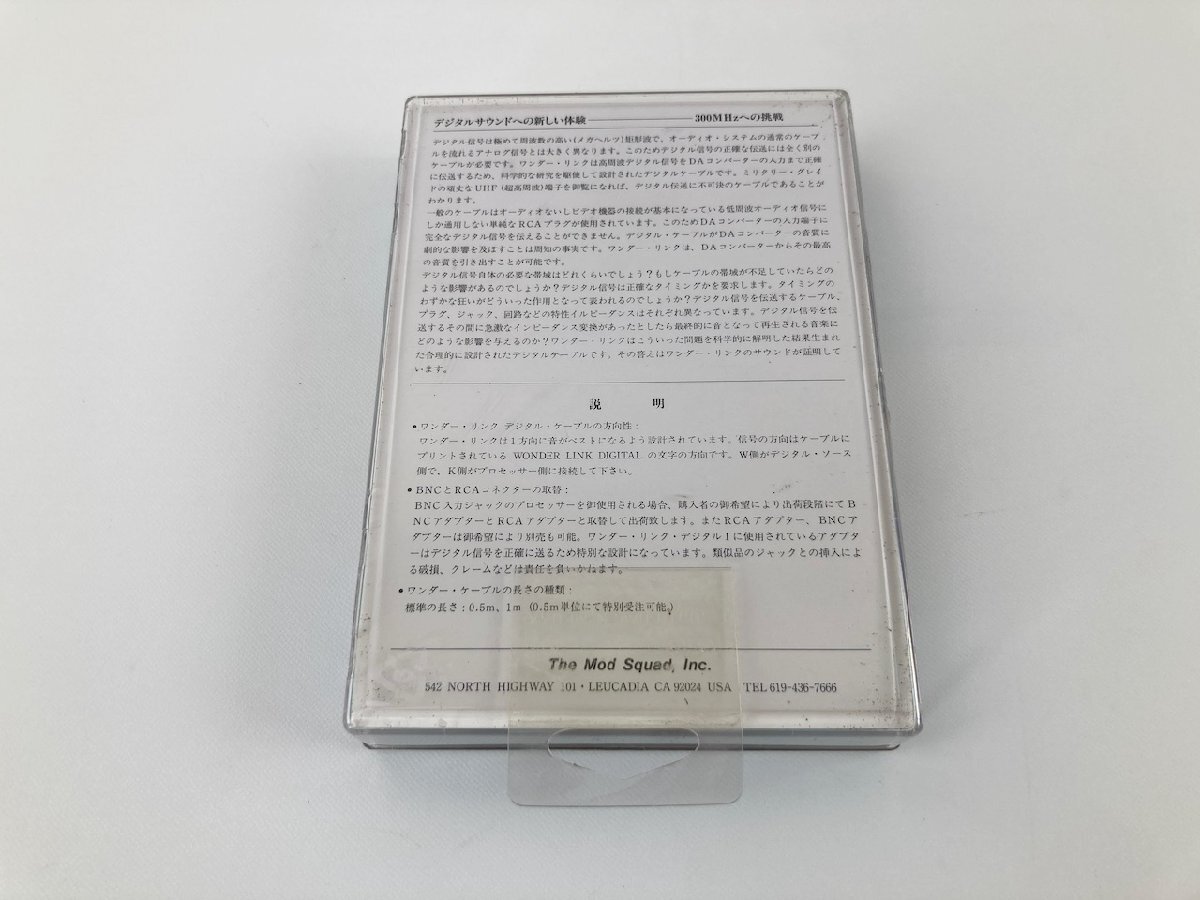 デジタルサウンドへの新しい体験 ――― 300MHzへの挑戦
デジタル信号は極めて周波数の高い(メガヘルツ)矩形波で、オーディオ・システムの通常のケーブ
ルを流れるアナログ信号とは大きく異なります。このためデジタル信号の正確な伝送には全く別の
ケーブルが必要です。ワンダー・リンクは高周波デジタル信号をDAコンバーターの入力まで正確
に伝送するため、科学的な研究を駆使して設計されたデジタルケーブルです。ミリタリー・グレイ
ドの頑丈なUHF(超高周波)端子を御覧になれば、デジタル伝送に不可決のケーブルであることが
わかります。
一般のケーブルはオーディオないしビデオ機器の接続が基本になっている低周波オーディオ信号に
しか通用しない単純なRCAプラグが使用されています。このためDAコンバーターの入力端子に
完全なデジタル信号を伝えることができません。デジタル・ケーブルがDAコンバーターの音質に
劇的な影響を及ぼすことは周知の事実です。ワンダー・リンクは、DAコンバーターからその最高
の音質を引き出すことが可能です。
デジタル信号自体の必要な帯域はどれくらいでしょう?もしケーブルの帯域が不足していたらどの
ような影響があるのでしょうか?デジタル信号は正確なタイミングかを要求します。タイミングの
わずかな狂いがどういった作用となって表われるのでしょうか?デジタル信号を伝送するケーブル、
プラグ、ジャック、回路などの特性イルピーダンスはそれぞれ異なっています。デジタル信号を伝
送するその間に急激なインピーダンス変換があったとしたら最終的に音となって再生される音楽に
どのような影響を与えるのか?ワンダー・リンクはこういった問題を科学的に解明した結果生まれ
た合理的に設計されたデジタルケーブルです。その答えはワンダー・リンクのサウンドが証明して
います。
説 明
• ワンダー・リンク デジタル・ケーブルの方向性:
ワンダー・リンクは1方向に音がベストになるよう設計されています。信号の方向はケーブルに
プリントされている WONDER LINK DIGITAL の文字の方向です。W側がデジタル・ソース
側で、K側がプロセッサー側に接続して下さい。
• BNCとRCAコネクターの取替:
BNC入力ジャックのプロセッサーを御使用される場合、購入者の御希望により出荷段階にてB
NCアダプターとRCAアダプターと取替して出荷致します。またRCAアダプター、BNCア
ダプターは御希望により別売も可能。ワンダー・リンク・デジタルIに使用されているアダプタ
ーはデジタル信号を正確に送るため特別な設計になっています。類似品のジャックとの挿入によ
る破損、クレームなどは責任を負いかねます。
• ワンダー・ケーブルの長さの種類:
標準の長さ:0.5m、1m (0.5m単位にて特別受注可能。)
The Mod Squad, Inc.
542 NORTH HIGHWAY 101・LEUCADIA CA 92024 USA TEL 619-436-7666